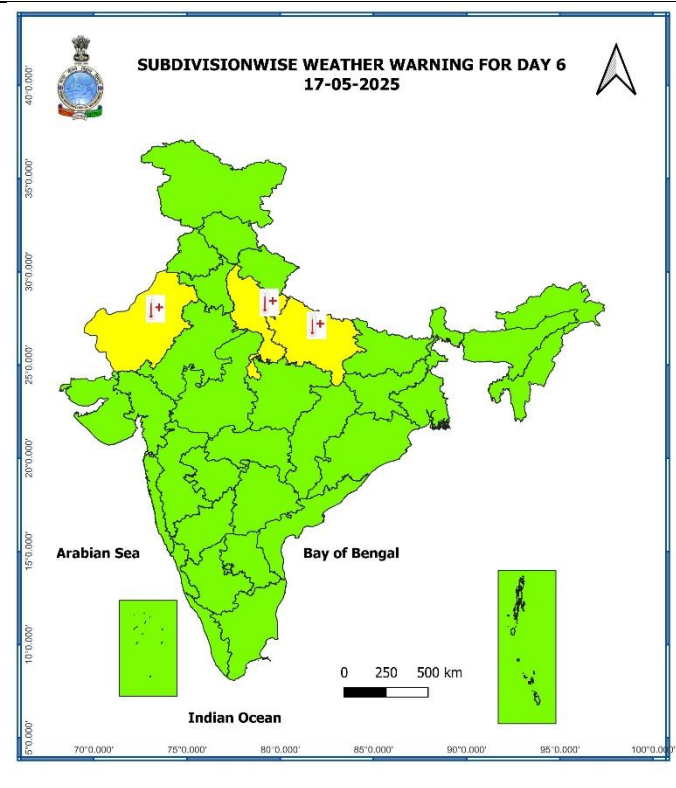 SUBDIVISIONWISE WEATHER WARNING FOR DAY 6
17-05-2025
40°0.000'
35°0.000'
30°0.000'
25°0.000'
20°0.000'
15°0.000'
10°0.000'
5°0.000'
Arabian Sea
Bay of Bengal
0 250 500 km
Indian Ocean
70°0.000' 75°0.000' 80°0.000' 85°0.000' 90°0.000' 95°0.000' 100°0.000'